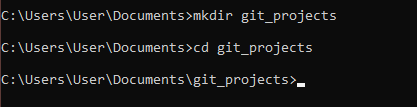 C:\Users\User\Documents>mkdir git_projects
C:\Users\User\Documents>cd git_projects
C:\Users\User\Documents\git_projects>